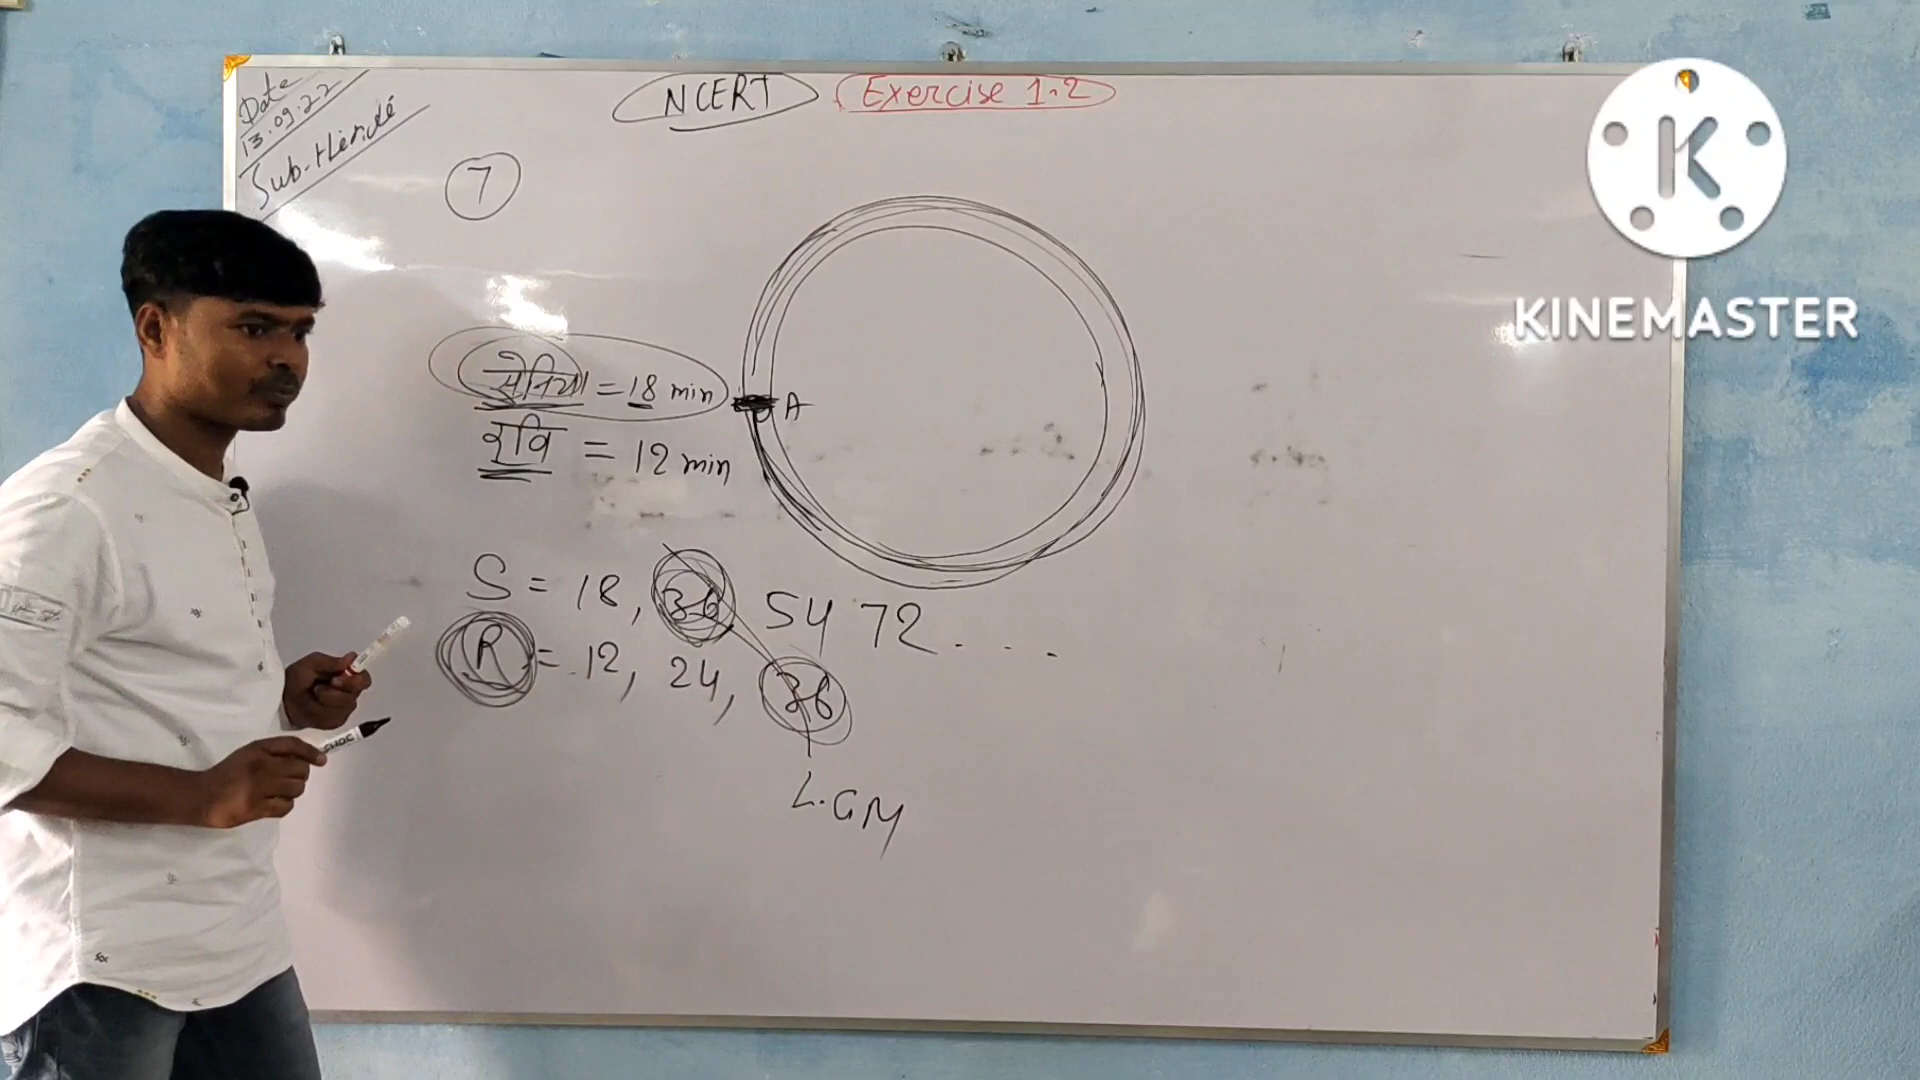 Date
13.09.22
Sub-Hindi
NCERT Exercise 1.2
7
K
KINEMASTER
सोनिया = 18 min
A
रवि = 12 min
S = 18, 36 54 72 . . .
R = 12, 24, 36
L.CM